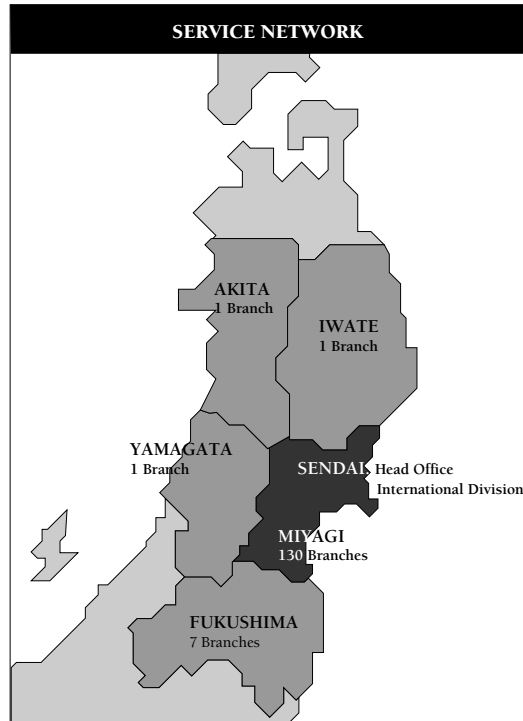 SERVICE NETWORK
AKITA
1 Branch
IWATE
1 Branch
YAMAGATA
1 Branch
SENDAI, Head Office
International Division
MIYAGI
130 Branches
FUKUSHIMA
7 Branches